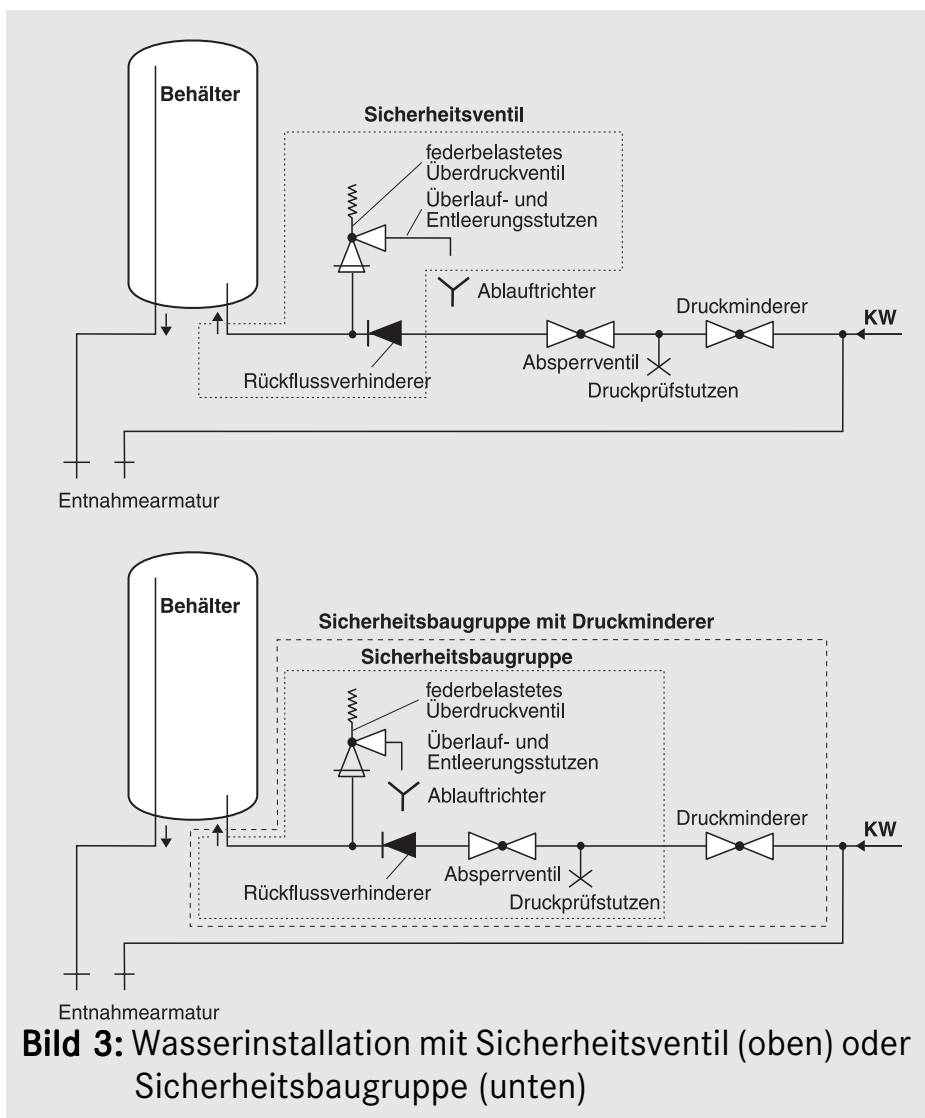 Behälter
Sicherheitsventil
federbelastetes
Überdruckventil
Überlauf- und
Entleerungsstutzen
Ablauftrichter
Druckminderer
KW
Absperrventil
Rückflussverhinderer
Druckprüfstutzen
Entnahmearmatur
Behälter
Sicherheitsbaugruppe mit Druckminderer
Sicherheitsbaugruppe
federbelastetes
Überdruckventil
Überlauf- und
Entleerungsstutzen
Ablauftrichter
Druckminderer
KW
Absperrventil
Rückflussverhinderer
Druckprüfstutzen
Entnahmearmatur
Bild 3: Wasserinstallation mit Sicherheitsventil (oben) oder
Sicherheitsbaugruppe (unten)